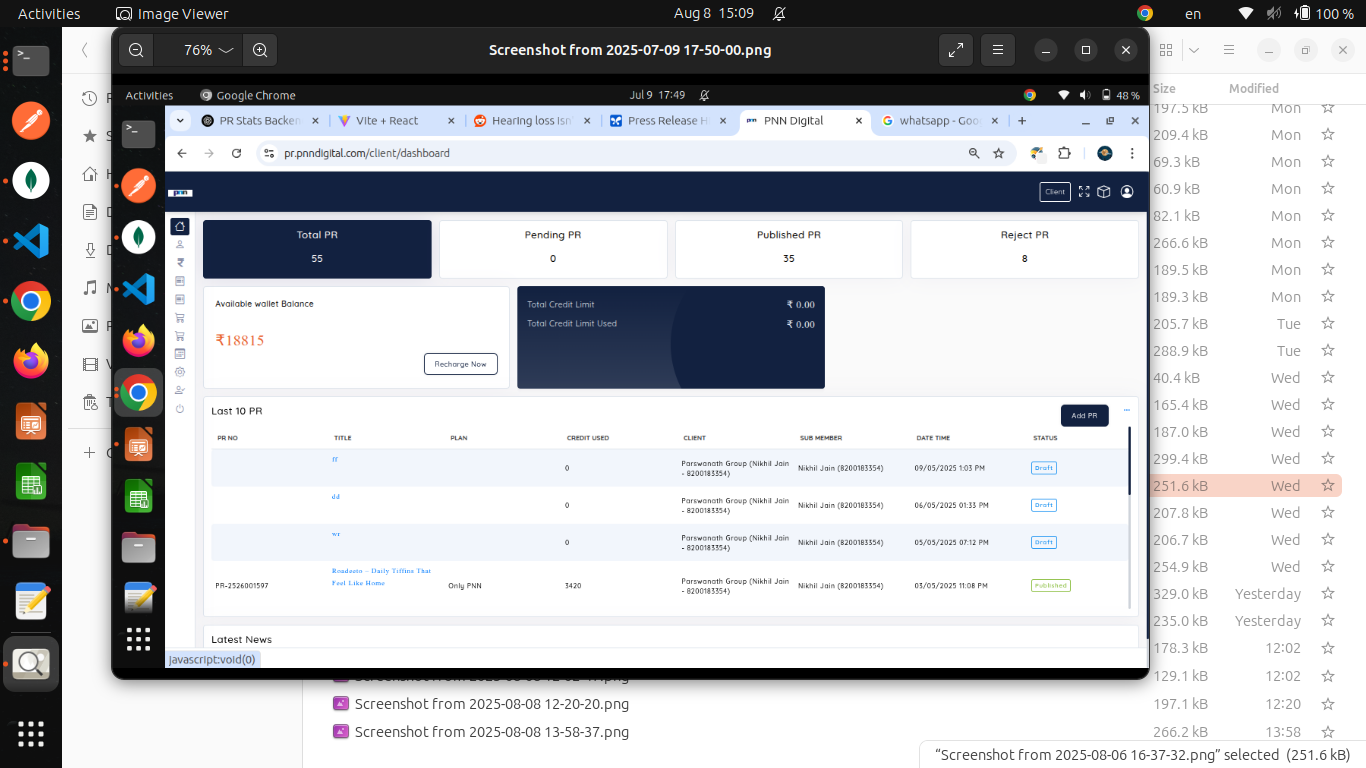 Activities
Image Viewer
Aug 8 15:09
en
100 %
76%
Screenshot from 2025-07-09 17-50-00.png
Size
Modified
Activities
Google Chrome
Jul 9 17:49
48 %
PR Stats Backen
Vite + React
Hearing loss isn
Press Release H
PNN Digital
whatsapp - Goog
pr.pnndigital.com/client/dashboard
pnn
Client
Total PR
55
Pending PR
0
Published PR
35
Reject PR
8
Available wallet Balance
₹18815
Recharge Now
Total Credit Limit ₹ 0.00
Total Credit Limit Used ₹ 0.00
Last 10 PR
Add PR
PR NO TITLE PLAN CREDIT USED CLIENT SUB MEMBER DATE TIME STATUS
ff 0 Parswanath Group (Nikhil Jain - 8200183354) Nikhil Jain (8200183354) 09/05/2025 1:03 PM Draft
dd 0 Parswanath Group (Nikhil Jain - 8200183354) Nikhil Jain (8200183354) 06/05/2025 01:33 PM Draft
wr 0 Parswanath Group (Nikhil Jain - 8200183354) Nikhil Jain (8200183354) 05/05/2025 07:12 PM Draft
PR-2526001597 Roadeeto – Daily Tiffins That Feel Like Home Only PNN 3420 Parswanath Group (Nikhil Jain - 8200183354) Nikhil Jain (8200183354) 03/05/2025 11:08 PM Published
Latest News
javascript:void(0)
197.5 kB Mon
209.4 kB Mon
69.3 kB Mon
60.9 kB Mon
82.1 kB Mon
266.6 kB Mon
189.5 kB Mon
189.3 kB Mon
205.7 kB Tue
288.9 kB Tue
40.4 kB Wed
165.4 kB Wed
187.0 kB Wed
299.4 kB Wed
251.6 kB Wed
207.8 kB Wed
206.7 kB Wed
254.9 kB Wed
329.0 kB Yesterday
235.0 kB Yesterday
178.3 kB 12:02
129.1 kB 12:02
Screenshot from 2025-08-08 12-20-20.png 197.1 kB 12:20
Screenshot from 2025-08-08 13-58-37.png 266.2 kB 13:58
“Screenshot from 2025-08-06 16-37-32.png” selected (251.6 kB)